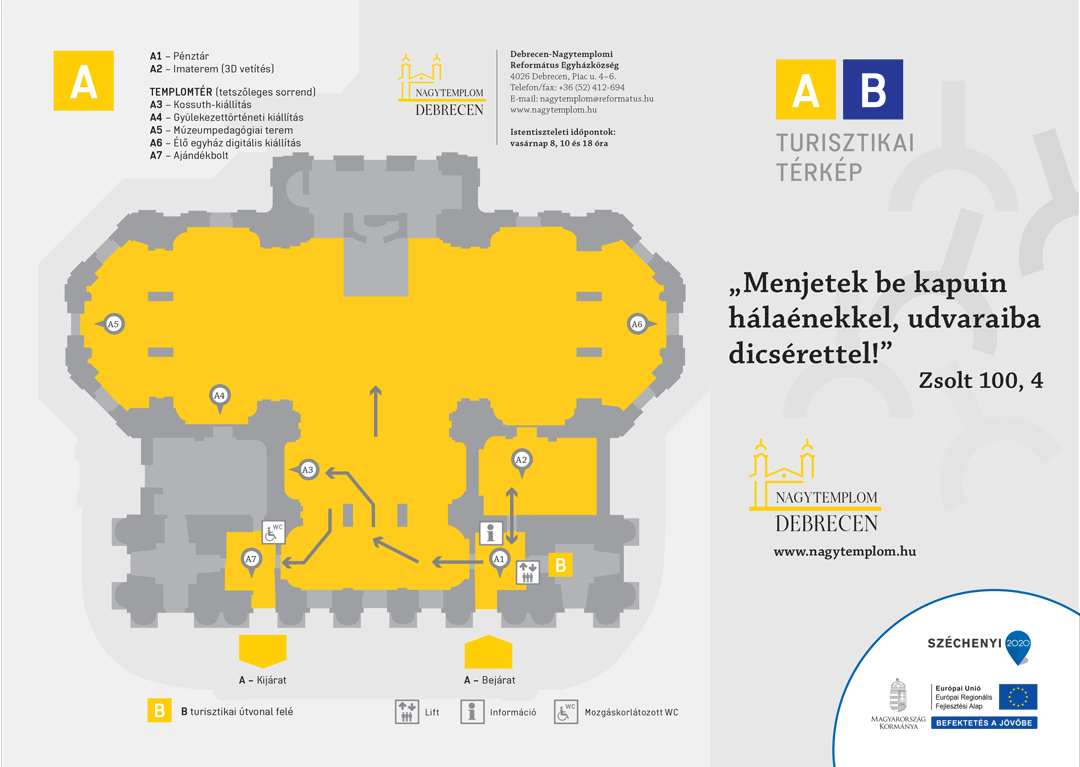 A
A1 – Pénztár
A2 – Imaterem (3D vetítés)
TEMPLOMTÉR (tetszőleges sorrend)
A3 – Kossuth-kiállítás
A4 – Gyülekezettörténeti kiállítás
A5 – Múzeumpedagógiai terem
A6 – Élő egyház digitális kiállítás
A7 – Ajándékbolt
NAGYTEMPLOM
DEBRECEN
Debrecen-Nagytemplomi
Református Egyházközség
4026 Debrecen, Piac u. 4–6.
Telefon/fax: +36 (52) 412-694
E-mail: nagytemplom@reformatus.hu
www.nagytemplom.hu
Istentiszteleti időpontok:
vasárnap 8, 10 és 18 óra
A B
TURISZTIKAI
TÉRKÉP
„Menjetek be kapuin
hálaénekkel, udvaraiba
dicsérettel!”
Zsolt 100, 4
A5
A6
A4
A3
A2
WC
A7
A1
B
A – Kijárat
A – Bejárat
B B turisztikai útvonal felé
Lift
Információ
WC Mozgáskorlátozott WC
NAGYTEMPLOM
DEBRECEN
www.nagytemplom.hu
SZÉCHENYI 2020
MAGYARORSZÁG
KORMÁNYA
Európai Unió
Európai Regionális
Fejlesztési Alap
BEFEKTETÉS A JÖVŐBE